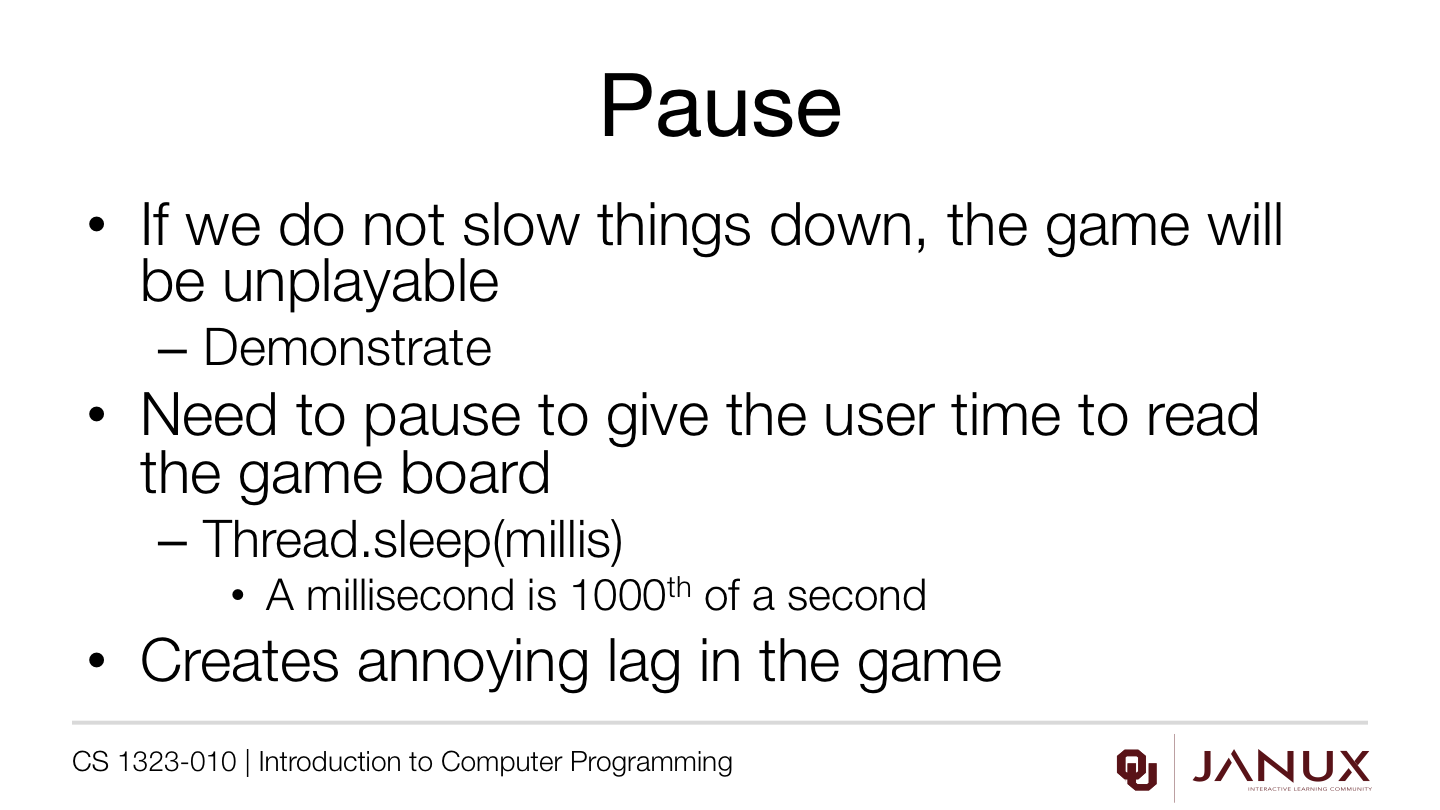 Pause
• If we do not slow things down, the game will
be unplayable
– Demonstrate
• Need to pause to give the user time to read
the game board
– Thread.sleep(millis)
• A millisecond is 1000th of a second
• Creates annoying lag in the game
CS 1323-010 | Introduction to Computer Programming
OU
JANUX
INTERACTIVE LEARNING COMMUNITY